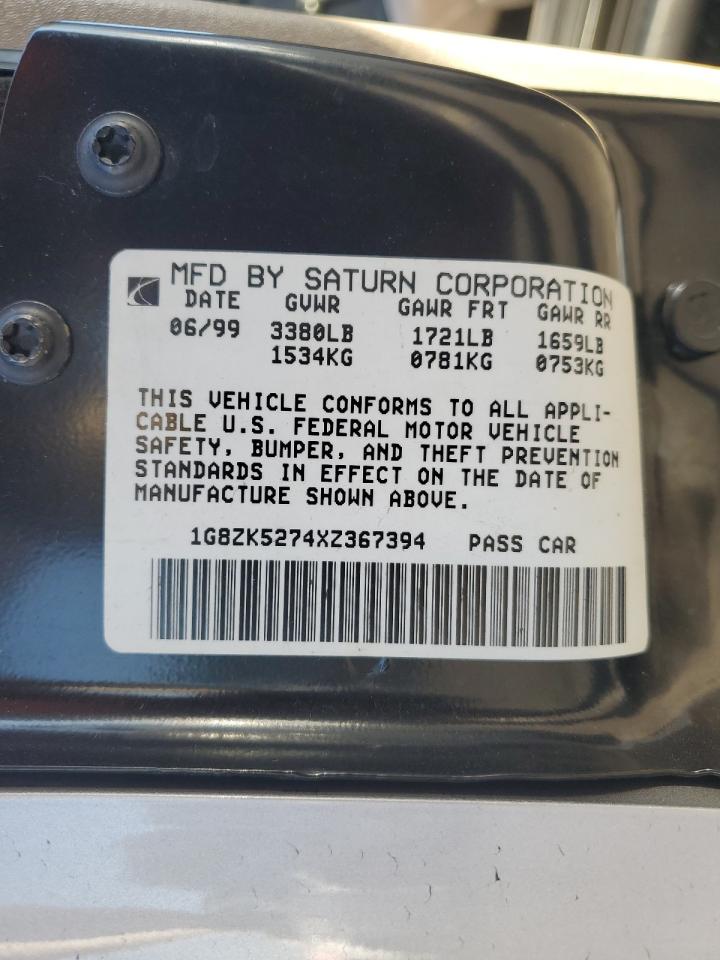 MFD BY SATURN CORPORATION
DATE GVWR GAWR FRT GAWR RR
06/99 3380LB 1721LB 1659LB
1534KG 0781KG 0753KG
THIS VEHICLE CONFORMS TO ALL APPLI-
CABLE U.S. FEDERAL MOTOR VEHICLE
SAFETY, BUMPER, AND THEFT PREVENTION
STANDARDS IN EFFECT ON THE DATE OF
MANUFACTURE SHOWN ABOVE.
1G8ZK5274XZ367394 PASS CAR